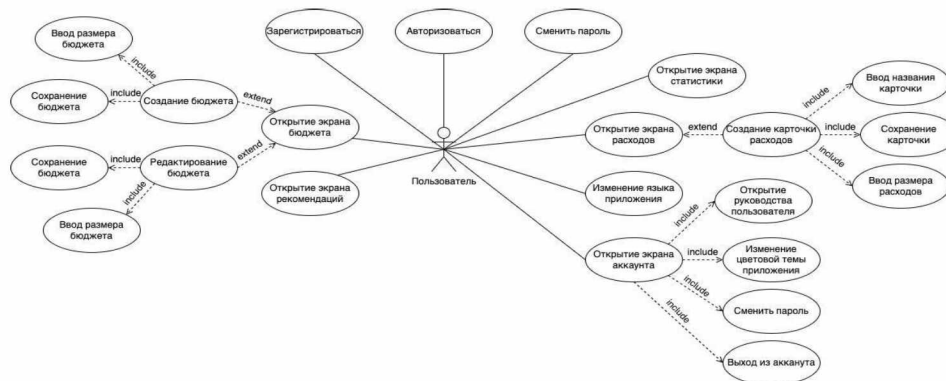 Ввод размера
бюджета
include
Сохранение
бюджета
include
Создание бюджета
extend
Сохранение
бюджета
include
Редактирование
бюджета
extend
include
Ввод размера
бюджета
Открытие экрана
бюджета
Открытие экрана
рекомендаций
Зарегистрироваться
Авторизоваться
Сменить пароль
Пользователь
Открытие экрана
статистики
Открытие экрана
расходов
extend
Создание карточки
расходов
include
Ввод названия
карточки
include
Сохранение
карточки
include
Ввод размера
расходов
Изменение языка
приложения
Открытие экрана
аккаунта
include
Открытие
руководства
пользователя
include
Изменение
цветовой темы
приложения
include
Сменить пароль
include
Выход из акканута